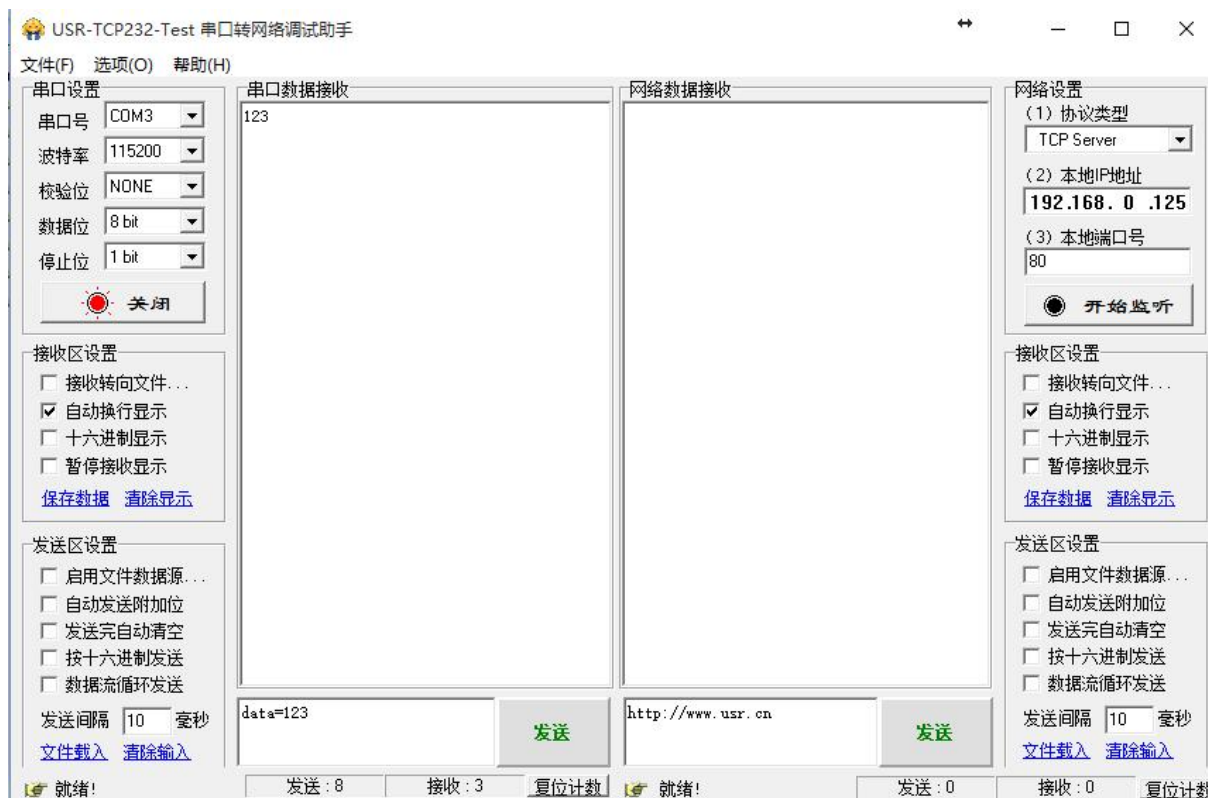 USR-TCP232-Test 串口转网络调试助手
文件(F) 选项(O) 帮助(H)
串口设置
串口号 COM3
波特率 115200
校验位 NONE
数据位 8 bit
停止位 1 bit
关闭
接收区设置
接收转向文件...
自动换行显示
十六进制显示
暂停接收显示
保存数据 清除显示
发送区设置
启用文件数据源...
自动发送附加位
发送完自动清空
按十六进制发送
数据流循环发送
发送间隔 10 毫秒
文件载入 清除输入
就绪!
串口数据接收
123
data=123
发送
发送 : 8 接收 : 3 复位计数
网络数据接收
http://www.usr.cn
发送
就绪! 发送 : 0 接收 : 0 复位计数
网络设置
(1) 协议类型
TCP Server
(2) 本地IP地址
192.168. 0 .125
(3) 本地端口号
80
开始监听
接收区设置
接收转向文件...
自动换行显示
十六进制显示
暂停接收显示
保存数据 清除显示
发送区设置
启用文件数据源...
自动发送附加位
发送完自动清空
按十六进制发送
数据流循环发送
发送间隔 10 毫秒
文件载入 清除输入